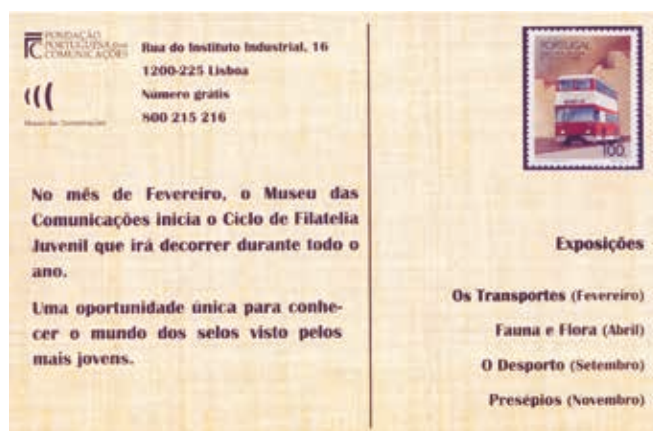 FUNDAÇÃO
PORTUGUESA DAS
COMUNICAÇÕES
Rua do Instituto Industrial, 16
1200-225 Lisboa
Número grátis
800 215 216
Museu das Comunicações
PORTUGAL
100.
No mês de Fevereiro, o Museu das
Comunicações inicia o Ciclo de Filatelia
Juvenil que irá decorrer durante todo o
ano.
Uma oportunidade única para conhe-
cer o mundo dos selos visto pelos
mais jovens.
Exposições
Os Transportes (Fevereiro)
Fauna e Flora (Abril)
O Desporto (Setembro)
Presépios (Novembro)